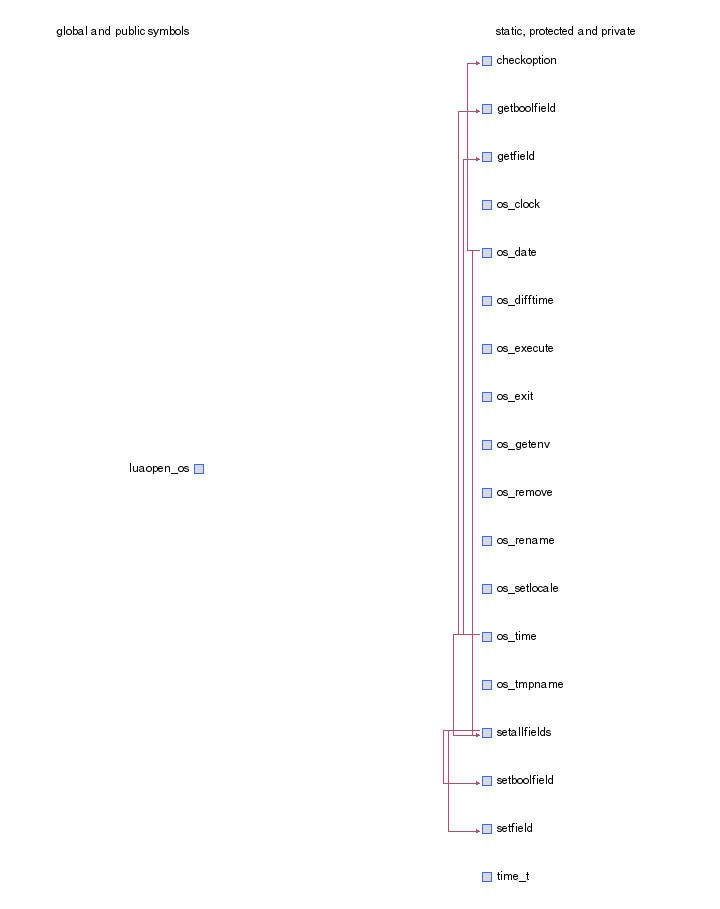 global and public symbols
static, protected and private
checkoption
getboolfield
getfield
os_clock
os_date
os_difftime
os_execute
os_exit
os_getenv
luaopen_os
os_remove
os_rename
os_setlocale
os_time
os_tmpname
setallfields
setboolfield
setfield
time_t